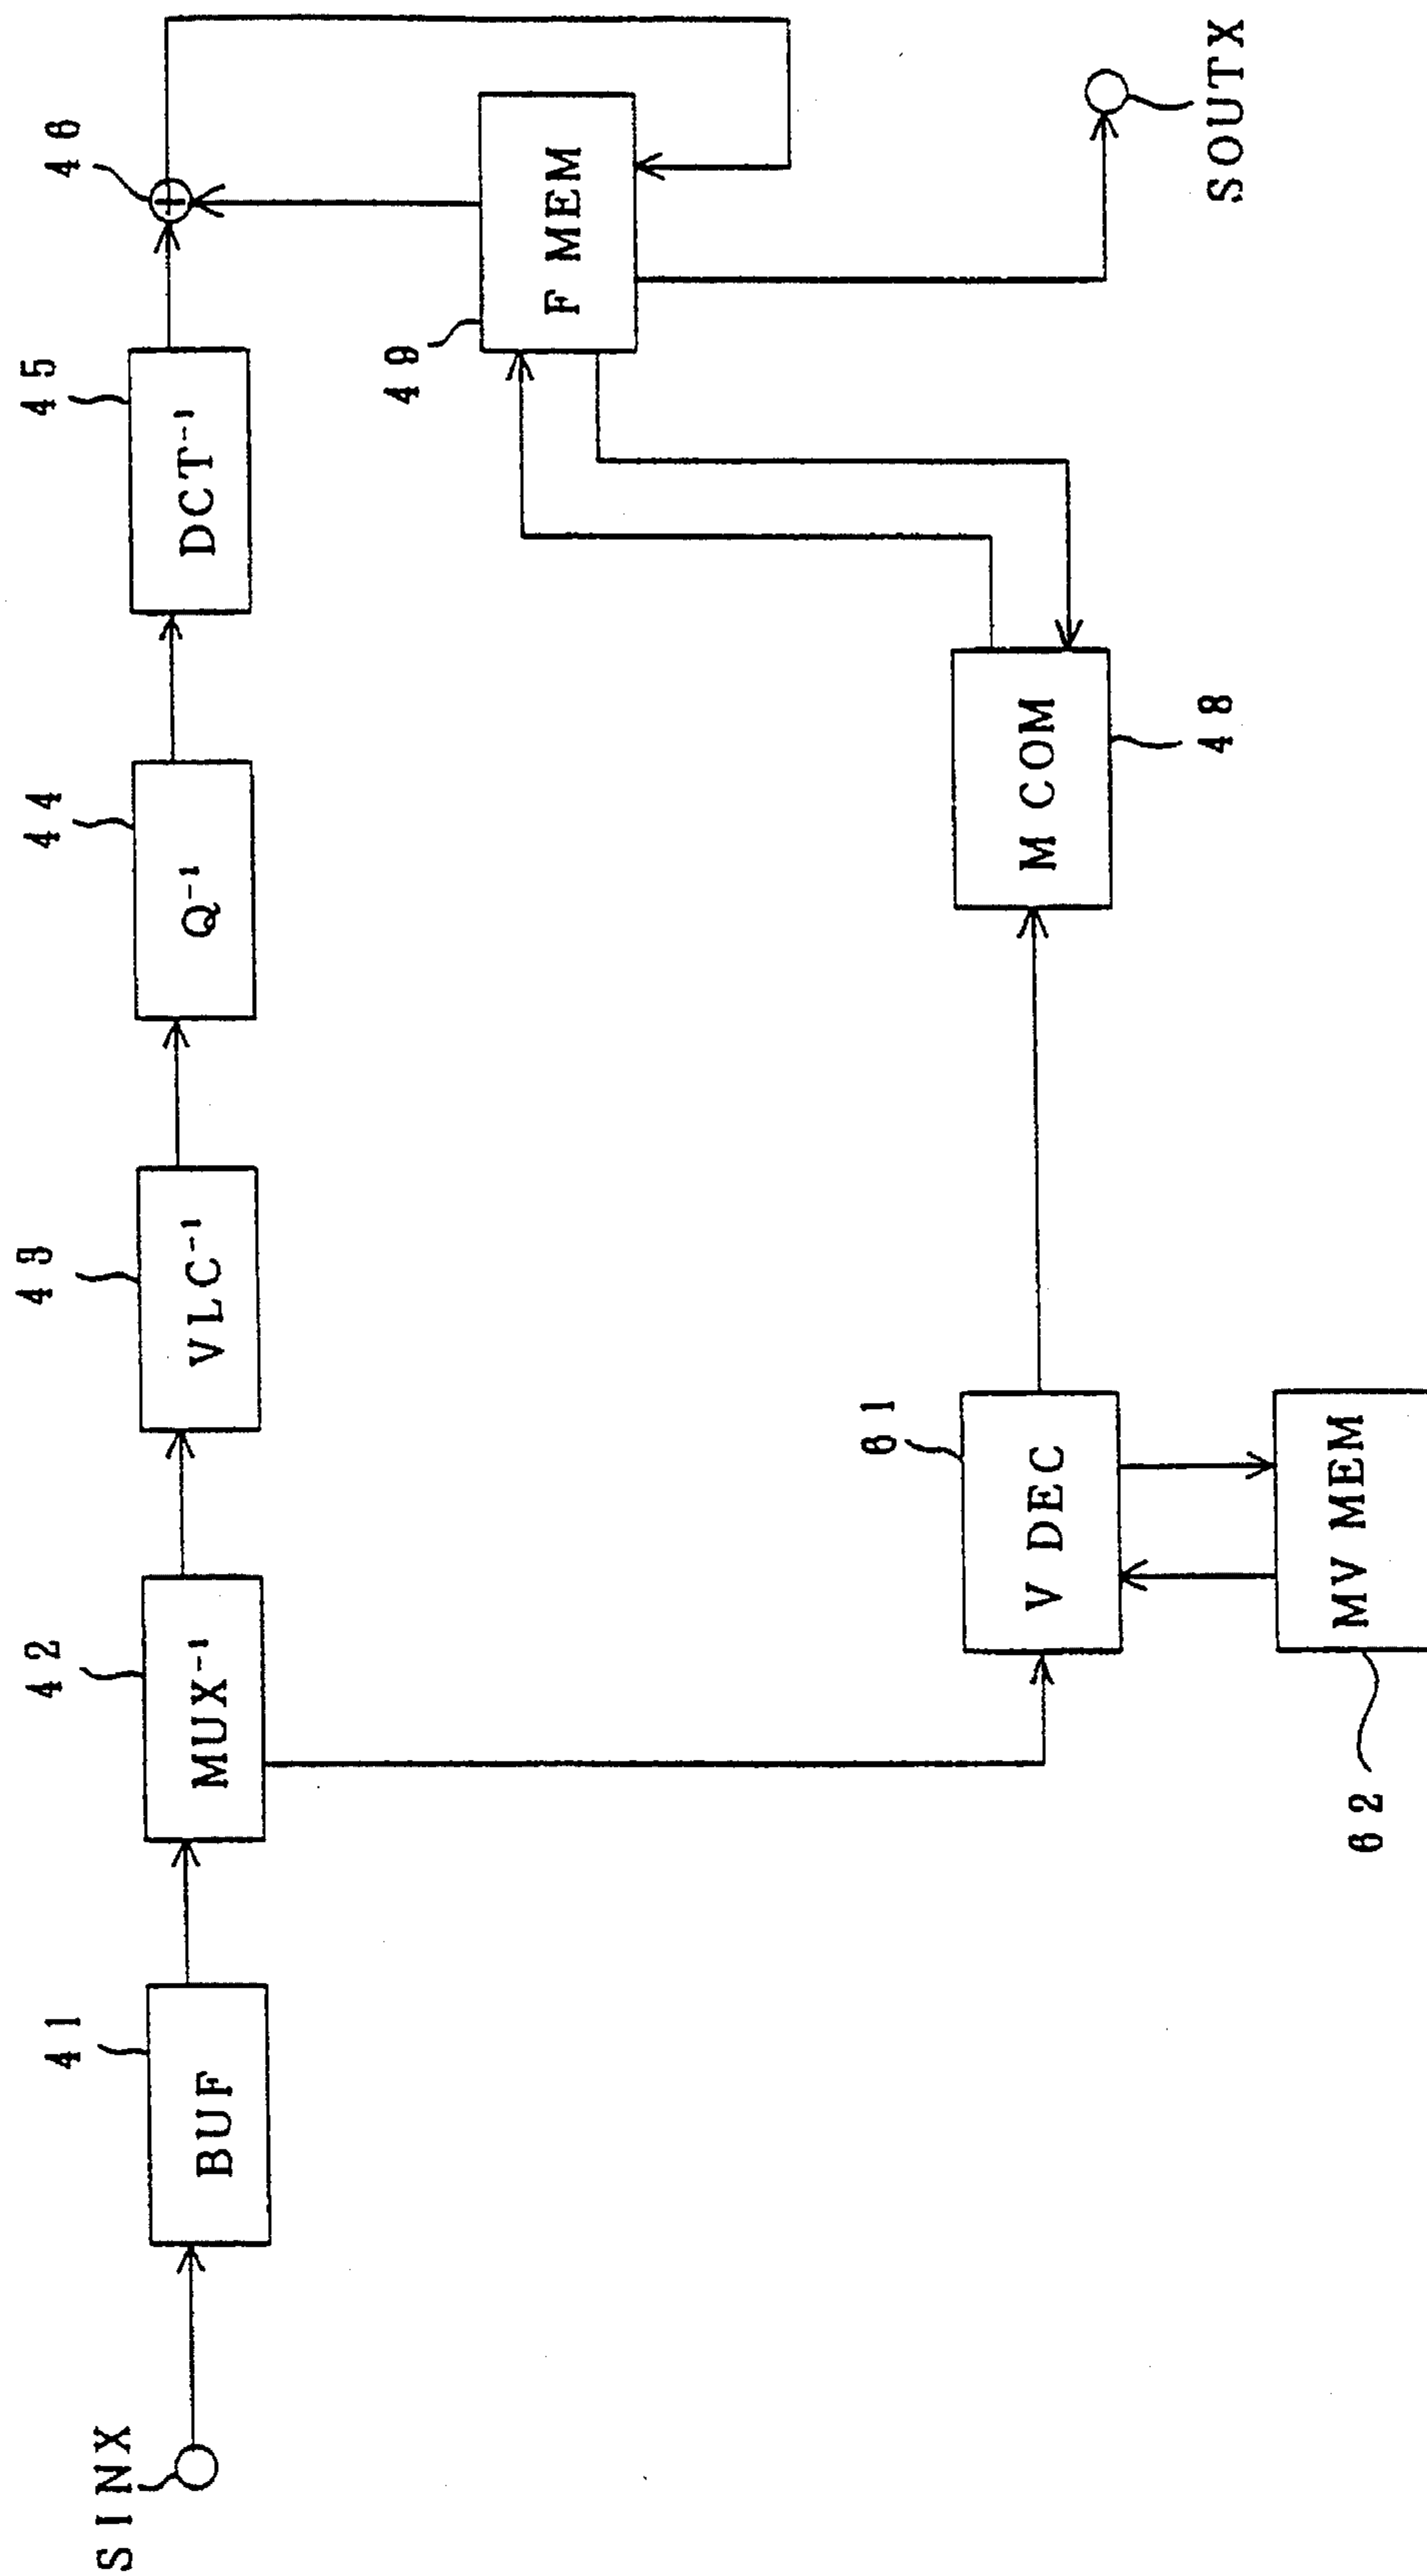 SINX
41
BUF
42
MUX⁻¹
43
VLC⁻¹
44
Q⁻¹
45
DCT⁻¹
46
49
F MEM
61
V DEC
M COM
48
62
MV MEM
SOUTX